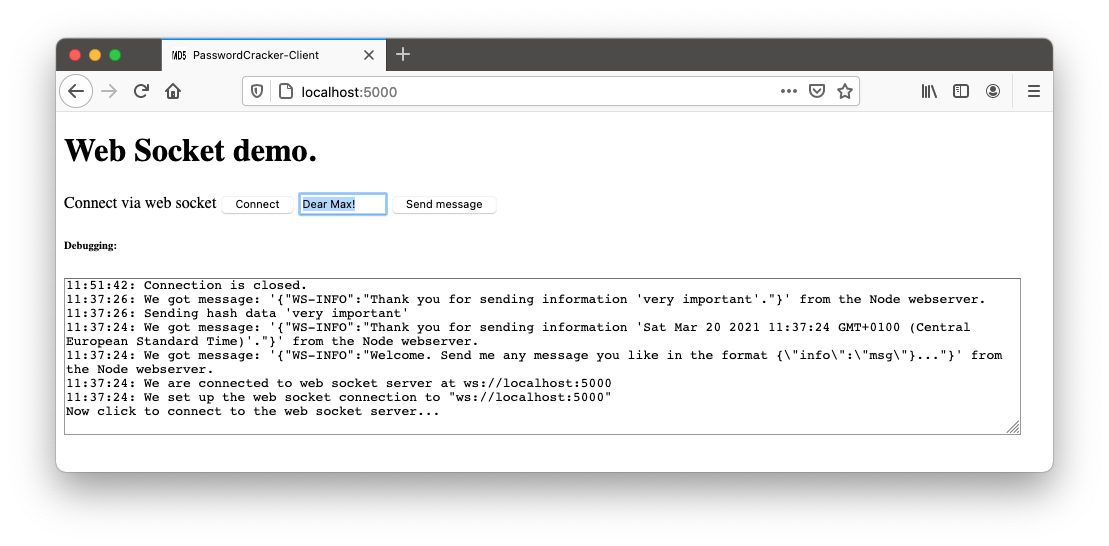 MD5 PasswordCracker-Client
localhost:5000
Web Socket demo.
Connect via web socket Connect Dear Max! Send message
Debugging:
11:51:42: Connection is closed.
11:37:26: We got message: '{"WS-INFO":"Thank you for sending information 'very important'."}' from the Node webserver.
11:37:26: Sending hash data 'very important'
11:37:24: We got message: '{"WS-INFO":"Thank you for sending information 'Sat Mar 20 2021 11:37:24 GMT+0100 (Central
European Standard Time)'."}' from the Node webserver.
11:37:24: We got message: '{"WS-INFO":"Welcome. Send me any message you like in the format {\"info\":\"msg\"}..."}' from
the Node webserver.
11:37:24: We are connected to web socket server at ws://localhost:5000
11:37:24: We set up the web socket connection to "ws://localhost:5000"
Now click to connect to the web socket server...